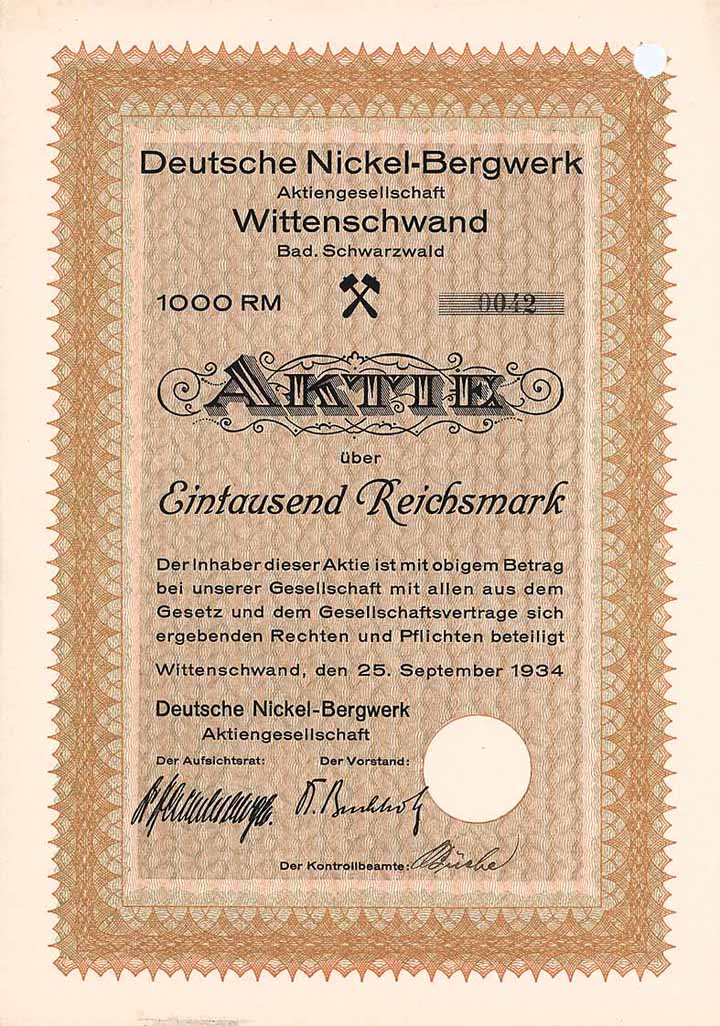 Deutsche Nickel-Bergwerk
Aktiengesellschaft
Wittenschwand
Bad. Schwarzwald
1000 RM 0042
AKTIE
über
Eintausend Reichsmark
Der Inhaber dieser Aktie ist mit obigem Betrag
bei unserer Gesellschaft mit allen aus dem
Gesetz und dem Gesellschaftsvertrage sich
ergebenden Rechten und Pflichten beteiligt
Wittenschwand, den 25. September 1934
Deutsche Nickel-Bergwerk
Aktiengesellschaft
Der Aufsichtsrat: Der Vorstand:
Der Kontrollbeamte: